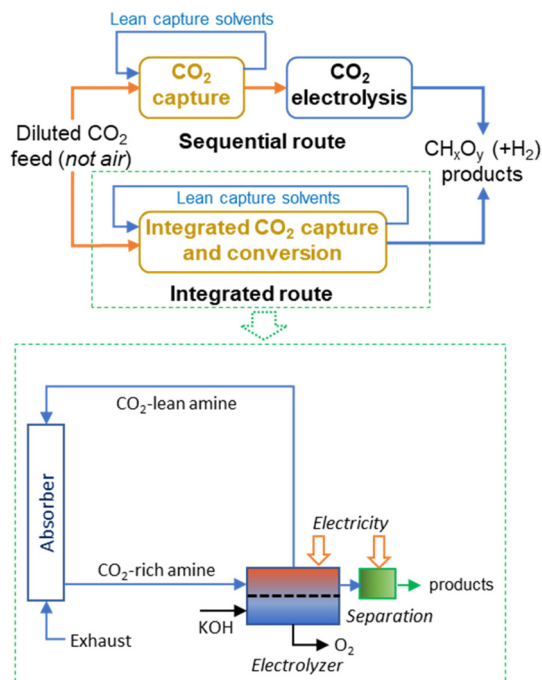 Lean capture solvents
CO₂
capture
CO₂
electrolysis
Sequential route
Diluted CO₂
feed (not air)
CHₓOᵧ (+H₂)
products
Lean capture solvents
Integrated CO₂ capture
and conversion
Integrated route
CO₂-lean amine
Absorber
Electricity
CO₂-rich amine
products
KOH
Separation
Exhaust
O₂
Electrolyzer